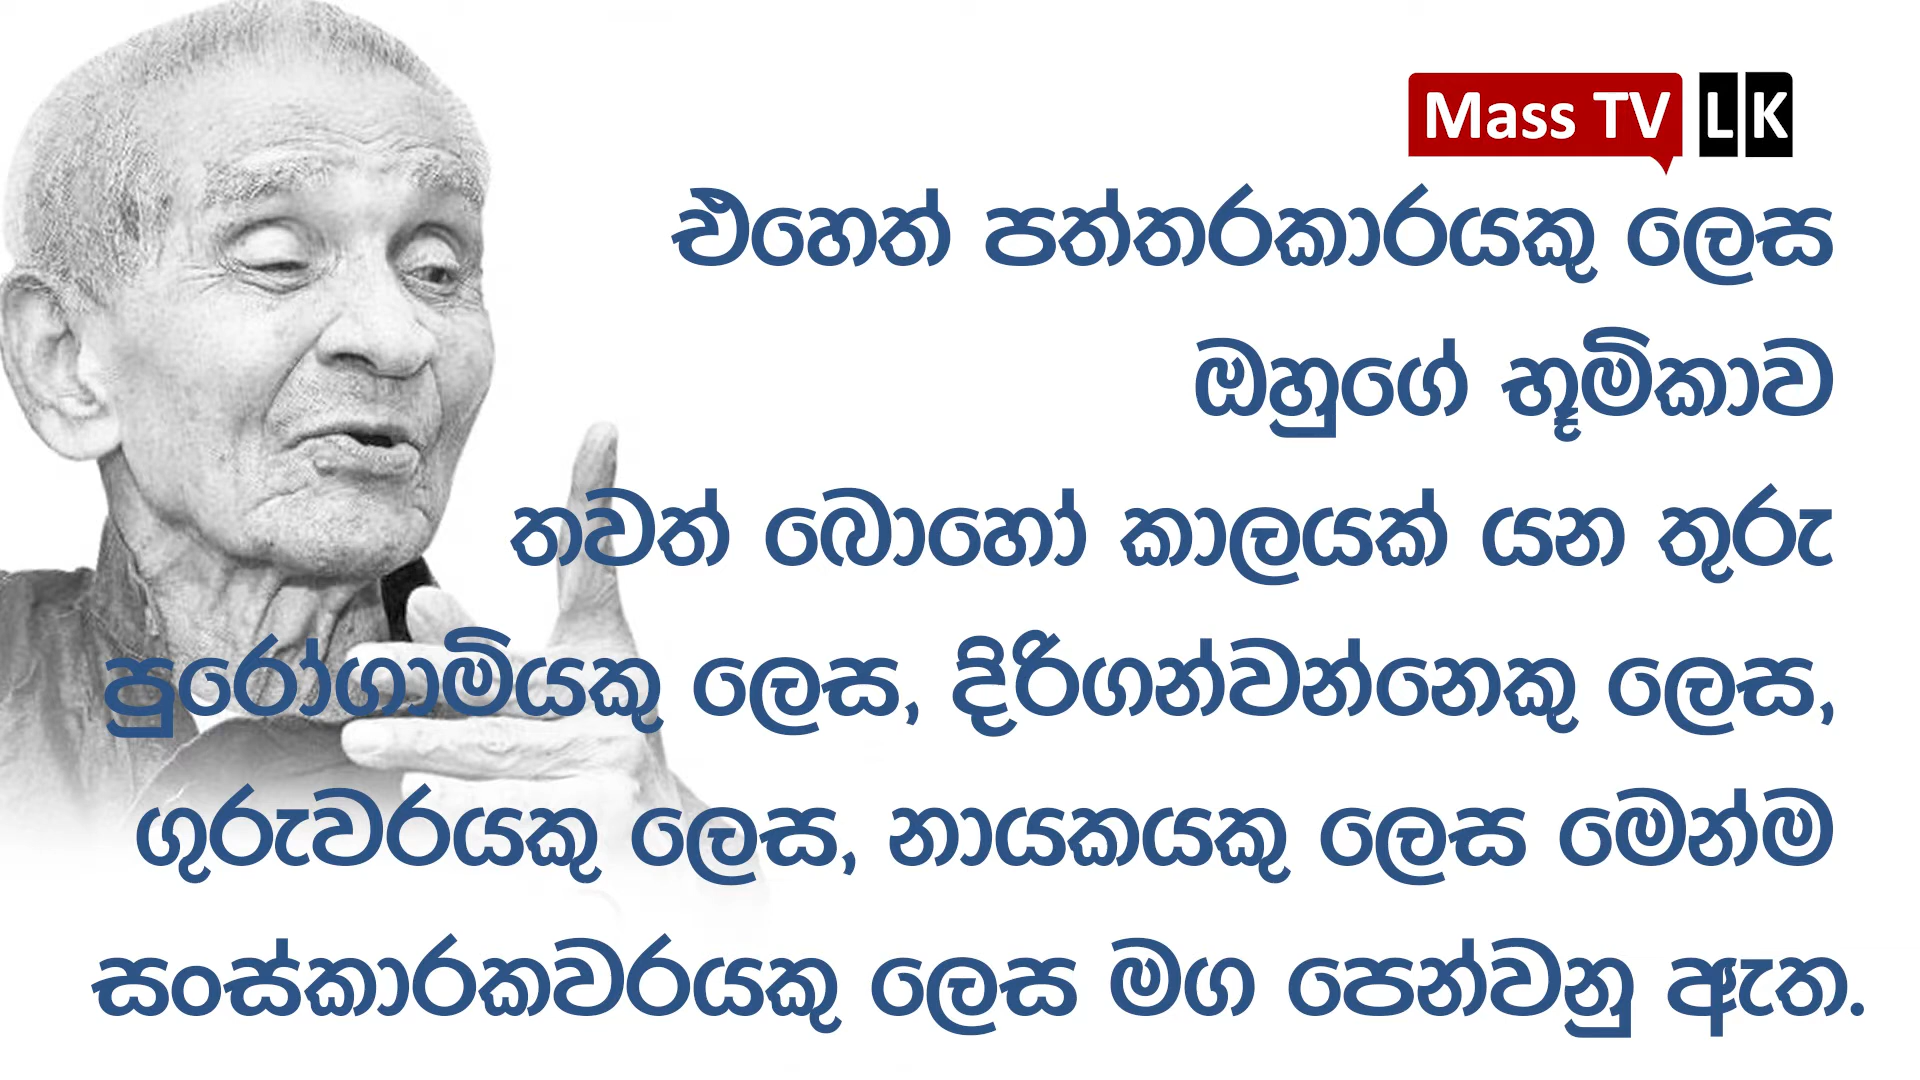 Mass TV LK
එහෙත් පත්තරකාරයකු ලෙස
ඔහුගේ භූමිකාව
තවත් බොහෝ කාලයක් යන තුරු
පුරෝගාමියකු ලෙස, දිරිගන්වන්නෙකු ලෙස,
ගුරුවරයකු ලෙස, නායකයකු ලෙස මෙන්ම
සංස්කාරකවරයකු ලෙස මග පෙන්වනු ඇත.